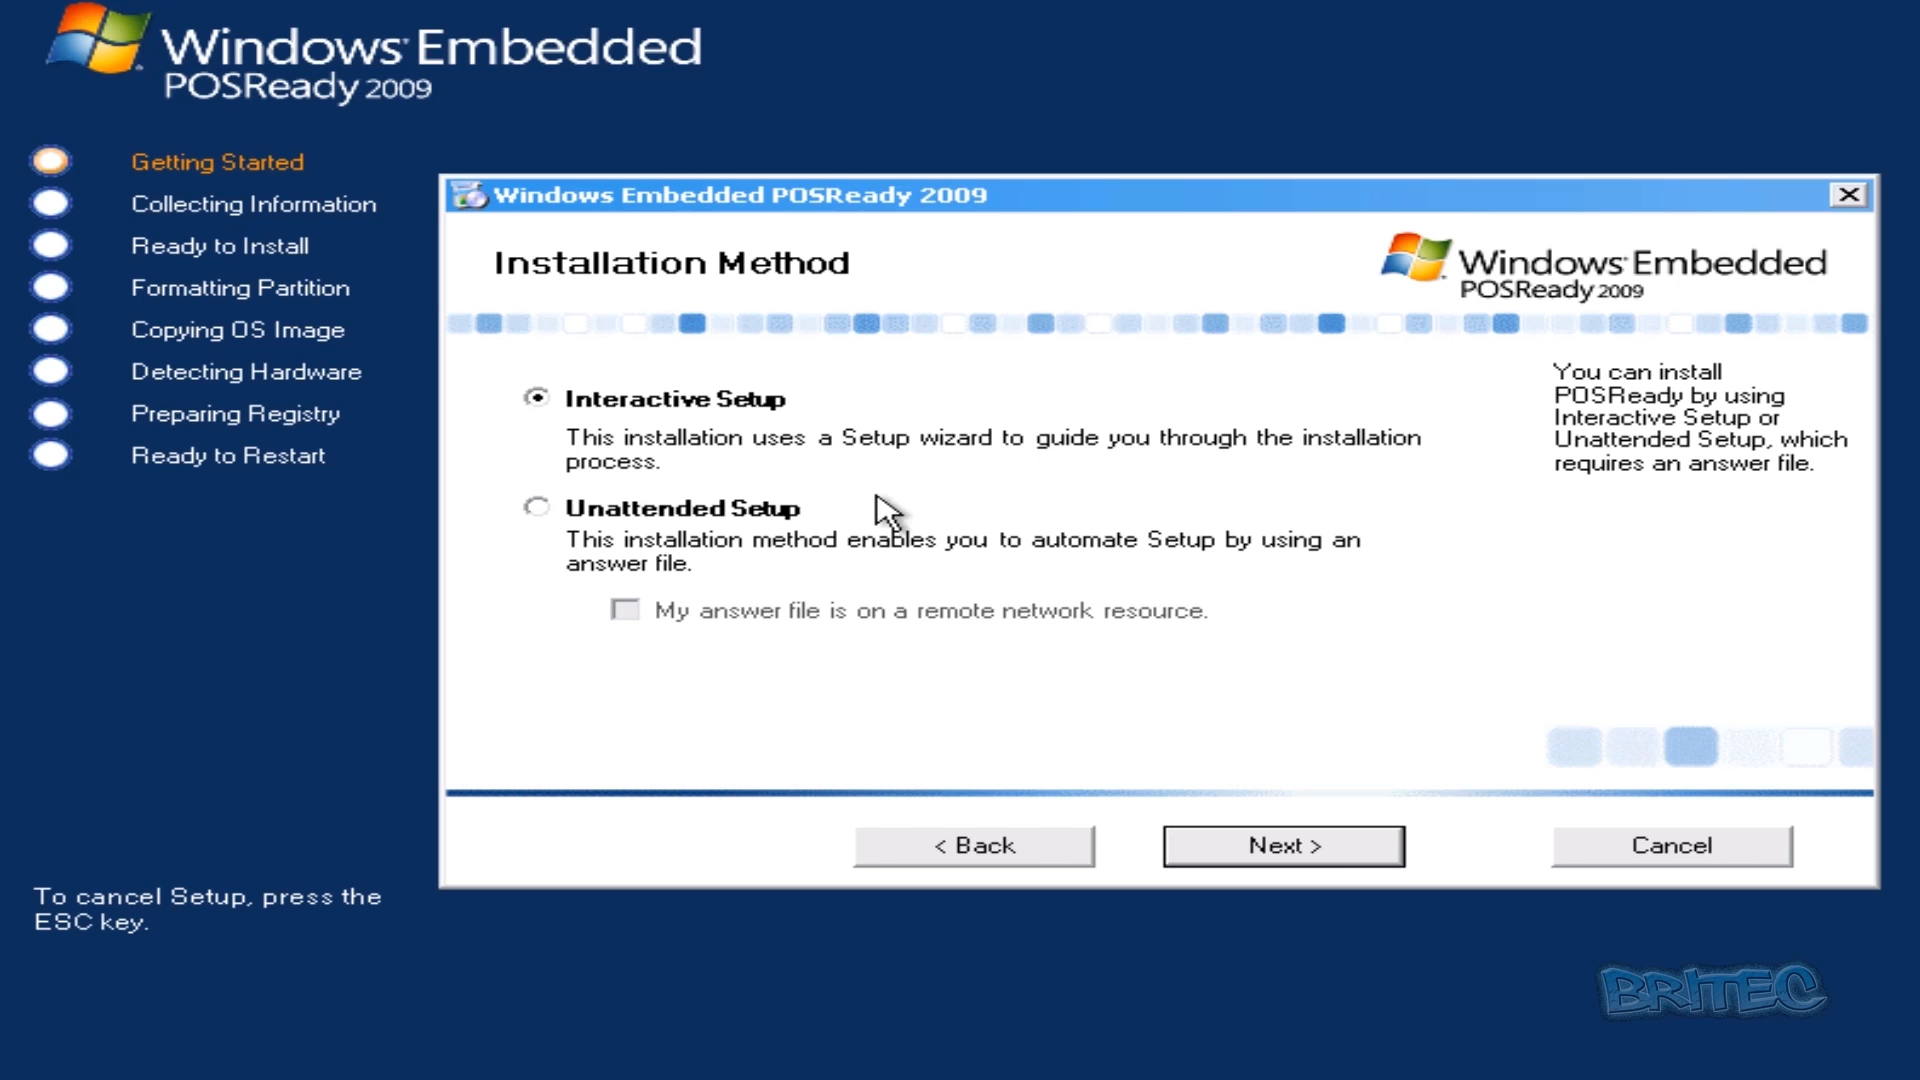 Windows Embedded
POSReady 2009
Getting Started
Collecting Information
Ready to Install
Formatting Partition
Copying OS Image
Detecting Hardware
Preparing Registry
Ready to Restart
To cancel Setup, press the
ESC key.
Windows Embedded POSReady 2009
Installation Method
Windows Embedded
POSReady 2009
Interactive Setup
This installation uses a Setup wizard to guide you through the installation
process.
Unattended Setup
This installation method enables you to automate Setup by using an
answer file.
My answer file is on a remote network resource.
You can install
POSReady by using
Interactive Setup or
Unattended Setup, which
requires an answer file.
< Back
Next >
Cancel
BRITEC